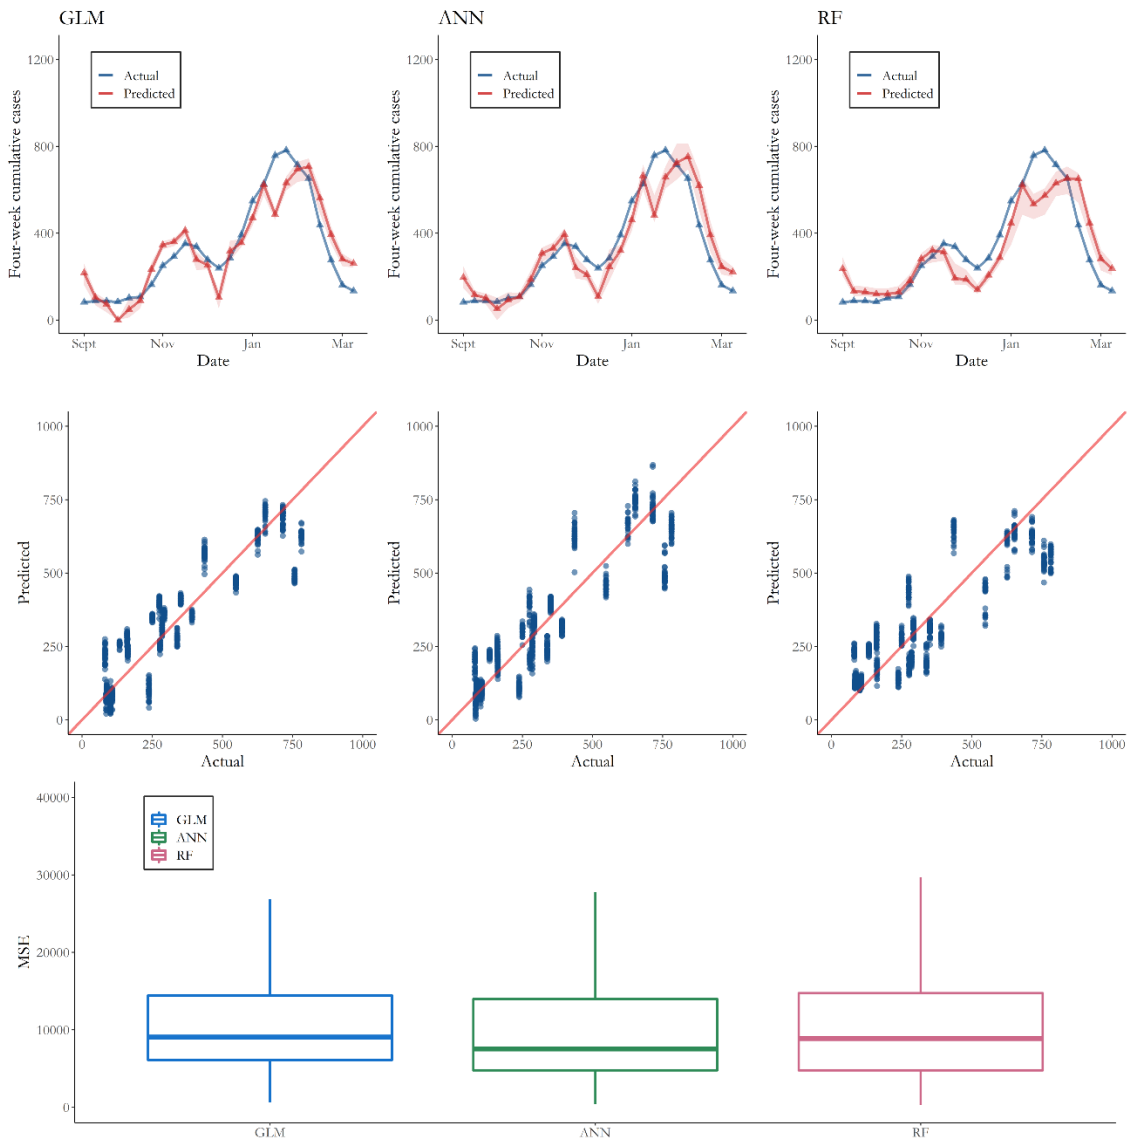 GLM
ANN
RF
1200
800
400
0
Four-week cumulative cases
Actual
Predicted
Sept
Nov
Jan
Mar
Date
1200
800
400
0
Four-week cumulative cases
Actual
Predicted
Sept
Nov
Jan
Mar
Date
1200
800
400
0
Four-week cumulative cases
Actual
Predicted
Sept
Nov
Jan
Mar
Date
1000
750
500
250
0
Predicted
0
250
500
750
1000
Actual
1000
750
500
250
0
Predicted
0
250
500
750
1000
Actual
1000
750
500
250
0
Predicted
0
250
500
750
1000
Actual
40000
30000
20000
10000
0
MSE
GLM
ANN
RF
GLM
ANN
RF